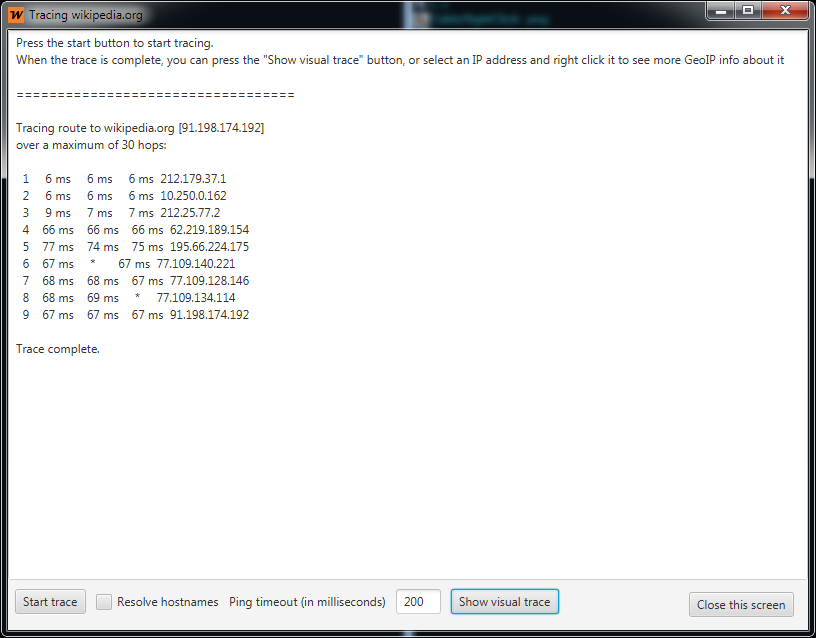 W Tracing wikipedia.org
Press the start button to start tracing.
When the trace is complete, you can press the "Show visual trace" button, or select an IP address and right click it to see more GeoIP info about it
==================================
Tracing route to wikipedia.org [91.198.174.192]
over a maximum of 30 hops:
1 6 ms 6 ms 6 ms 212.179.37.1
2 6 ms 6 ms 6 ms 10.250.0.162
3 9 ms 7 ms 7 ms 212.25.77.2
4 66 ms 66 ms 66 ms 62.219.189.154
5 77 ms 74 ms 75 ms 195.66.224.175
6 67 ms * 67 ms 77.109.140.221
7 68 ms 68 ms 67 ms 77.109.128.146
8 68 ms 69 ms * 77.109.134.114
9 67 ms 67 ms 67 ms 91.198.174.192
Trace complete.
Start trace Resolve hostnames Ping timeout (in milliseconds) 200 Show visual trace Close this screen